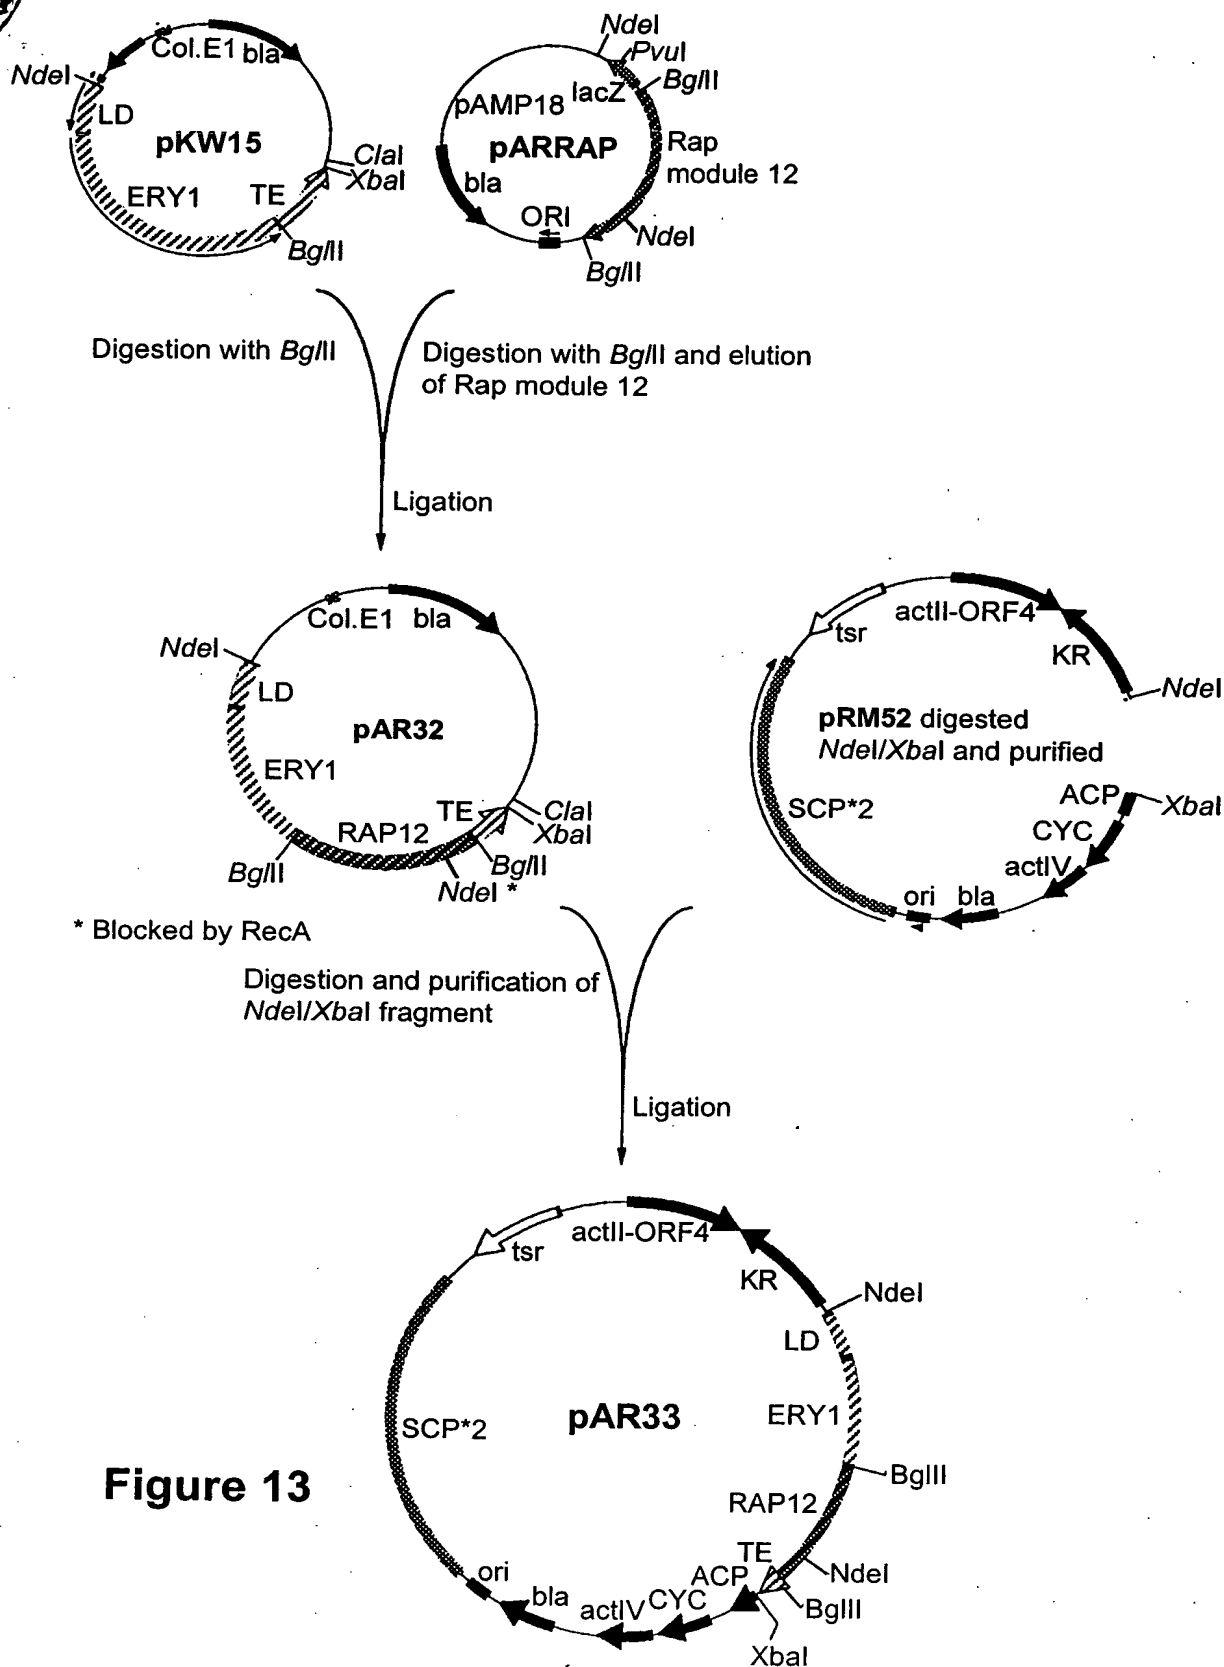 NdeI
Col.E1 bla
LD
pKW15
ERY1
TE
ClaI
XbaI
BglII
NdeI
PvuI
BglII
lacZ
pAMP18
pARRAP
Rap
module 12
bla
ORI
NdeI
BglII
Digestion with BglII
Digestion with BglII and elution
of Rap module 12
Ligation
Col.E1 bla
NdeI
LD
pAR32
ERY1
TE
ClaI
XbaI
RAP12
BglII
BglII
NdeI *
* Blocked by RecA
actII-ORF4
tsr
KR
NdeI
pRM52 digested
NdeI/XbaI and purified
SCP*2
ACP
XbaI
CYC
actIV
ori bla
Digestion and purification of
NdeI/XbaI fragment
Ligation
actII-ORF4
tsr
KR
NdeI
LD
SCP*2
pAR33
ERY1
BglII
RAP12
TE
NdeI
ACP
BglII
CYC
actIV
XbaI
bla
ori
Figure 13